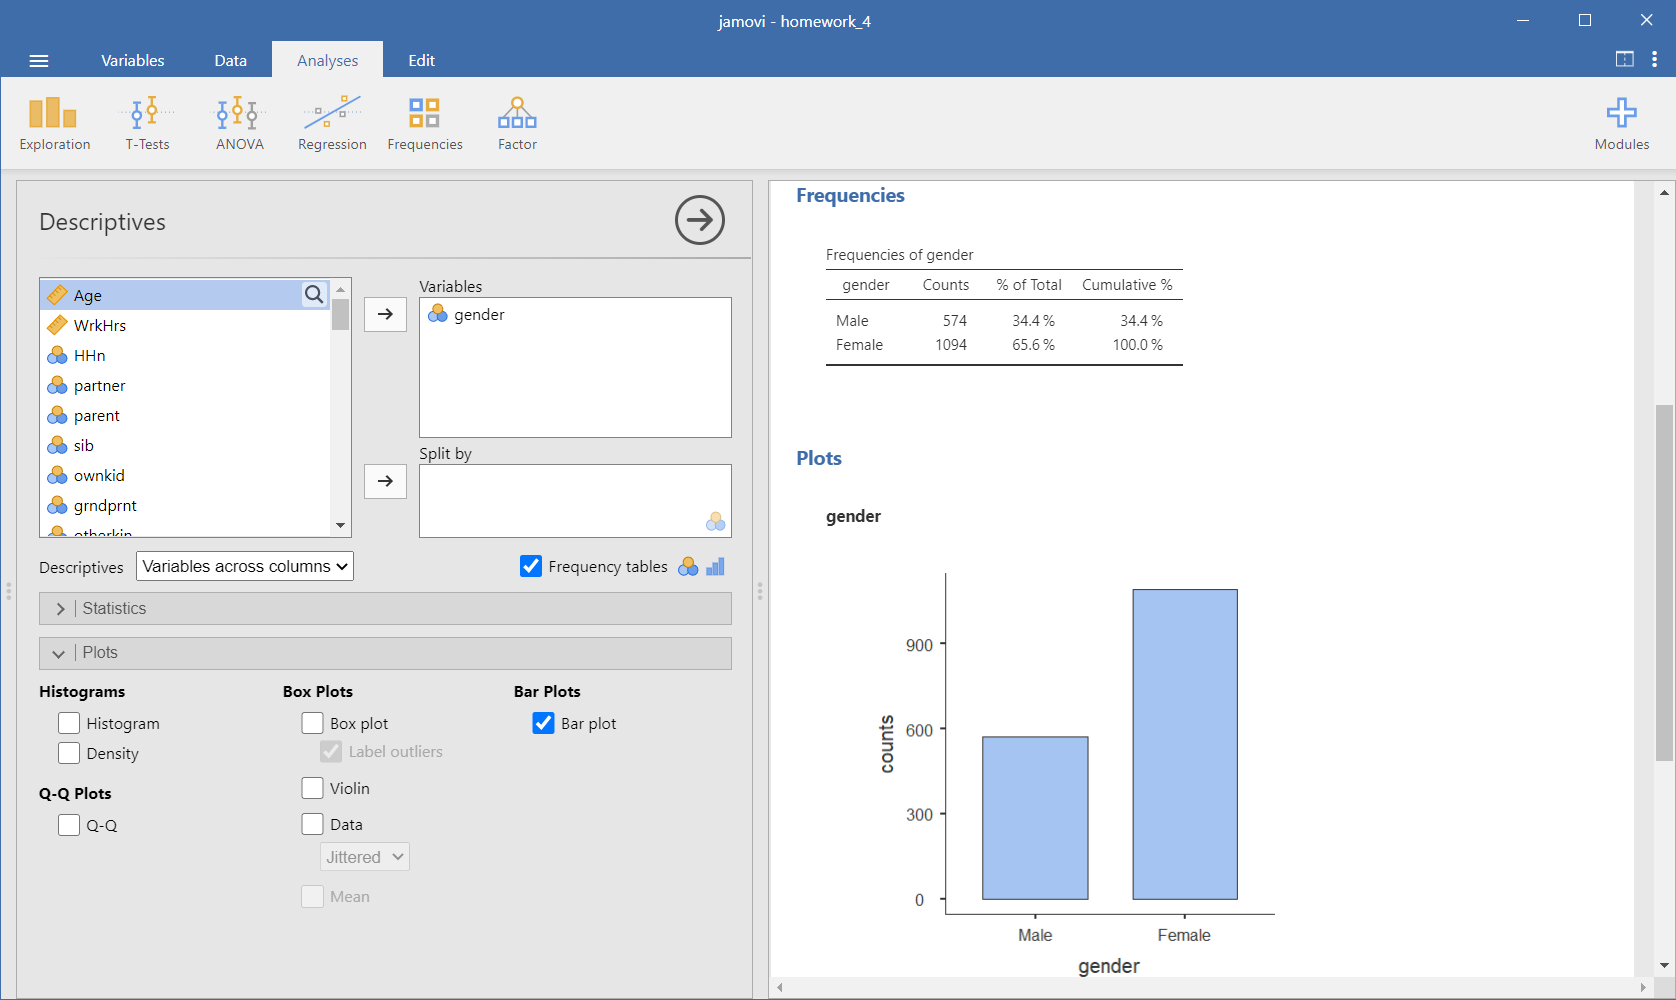 jamovi - homework_4
Variables Data Analyses Edit
Exploration T-Tests ANOVA Regression Frequencies Factor Modules
Descriptives
Age
WrkHrs
HHn
partner
parent
sib
ownkid
grndprnt
otherkin
Variables
gender
Split by
Descriptives Variables across columns Frequency tables
Statistics
Plots
Histograms
Histogram
Density
Q-Q Plots
Q-Q
Box Plots
Box plot
Label outliers
Violin
Data
Jittered
Mean
Bar Plots
Bar plot
Frequencies
Frequencies of gender
gender Counts % of Total Cumulative %
Male 574 34.4 % 34.4 %
Female 1094 65.6 % 100.0 %
Plots
gender
900
600
300
0
counts
Male Female
gender